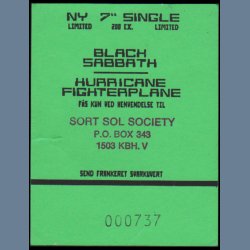 NY 7" SINGLE
LIMITED 200 EX. LIMITED
BLACK
SABBATH
HURRICANE
FIGHTERPLANE
FÅS KUN VED HENVENDELSE TIL
SORT SOL SOCIETY
P.O. BOX 343
1503 KBH. V
SEND FRANKERET SVARKUVERT
000737